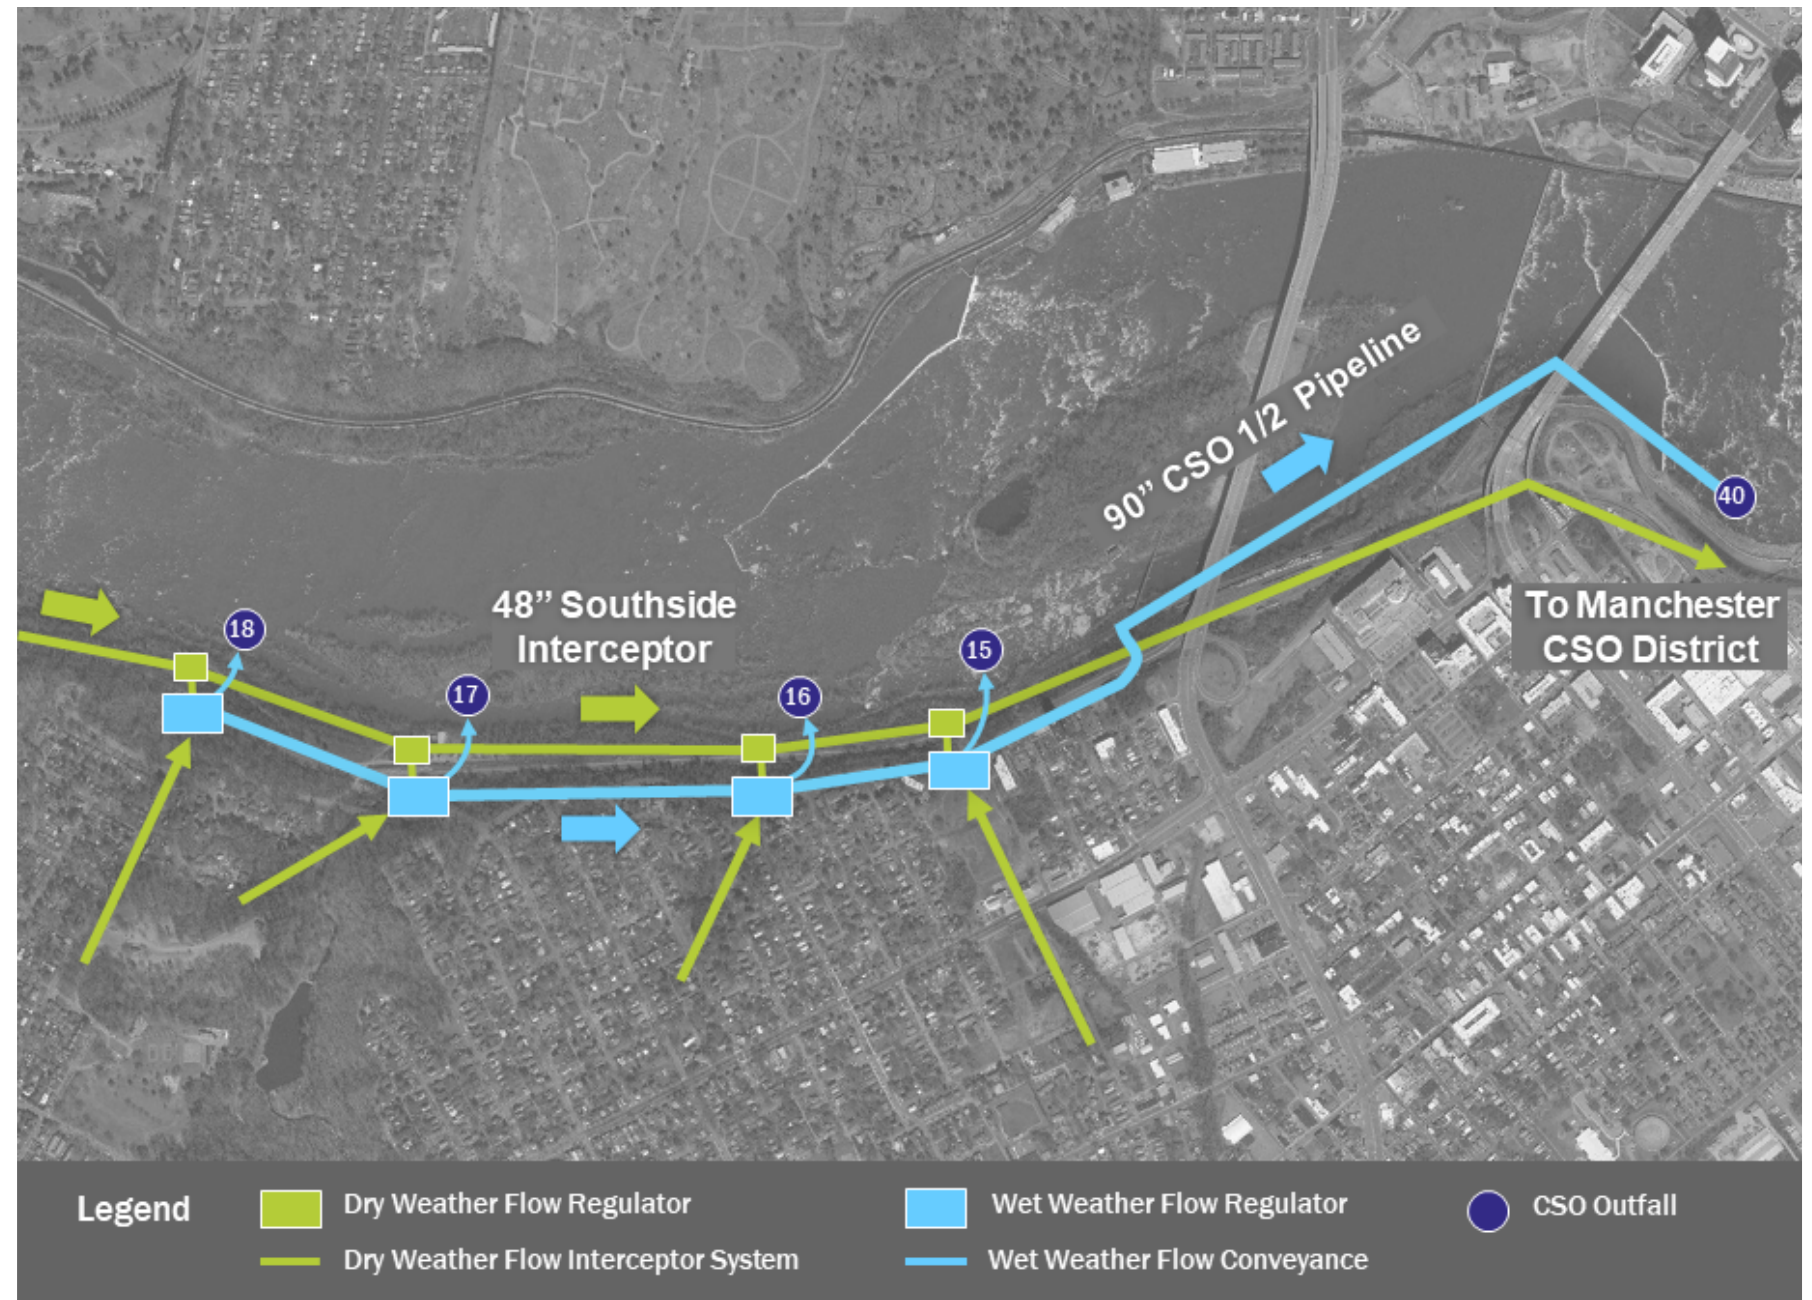 90” CSO 1/2 Pipeline
40
48” Southside
Interceptor
To Manchester
CSO District
18
17
16
15
Legend
Dry Weather Flow Regulator
Wet Weather Flow Regulator
CSO Outfall
Dry Weather Flow Interceptor System
Wet Weather Flow Conveyance